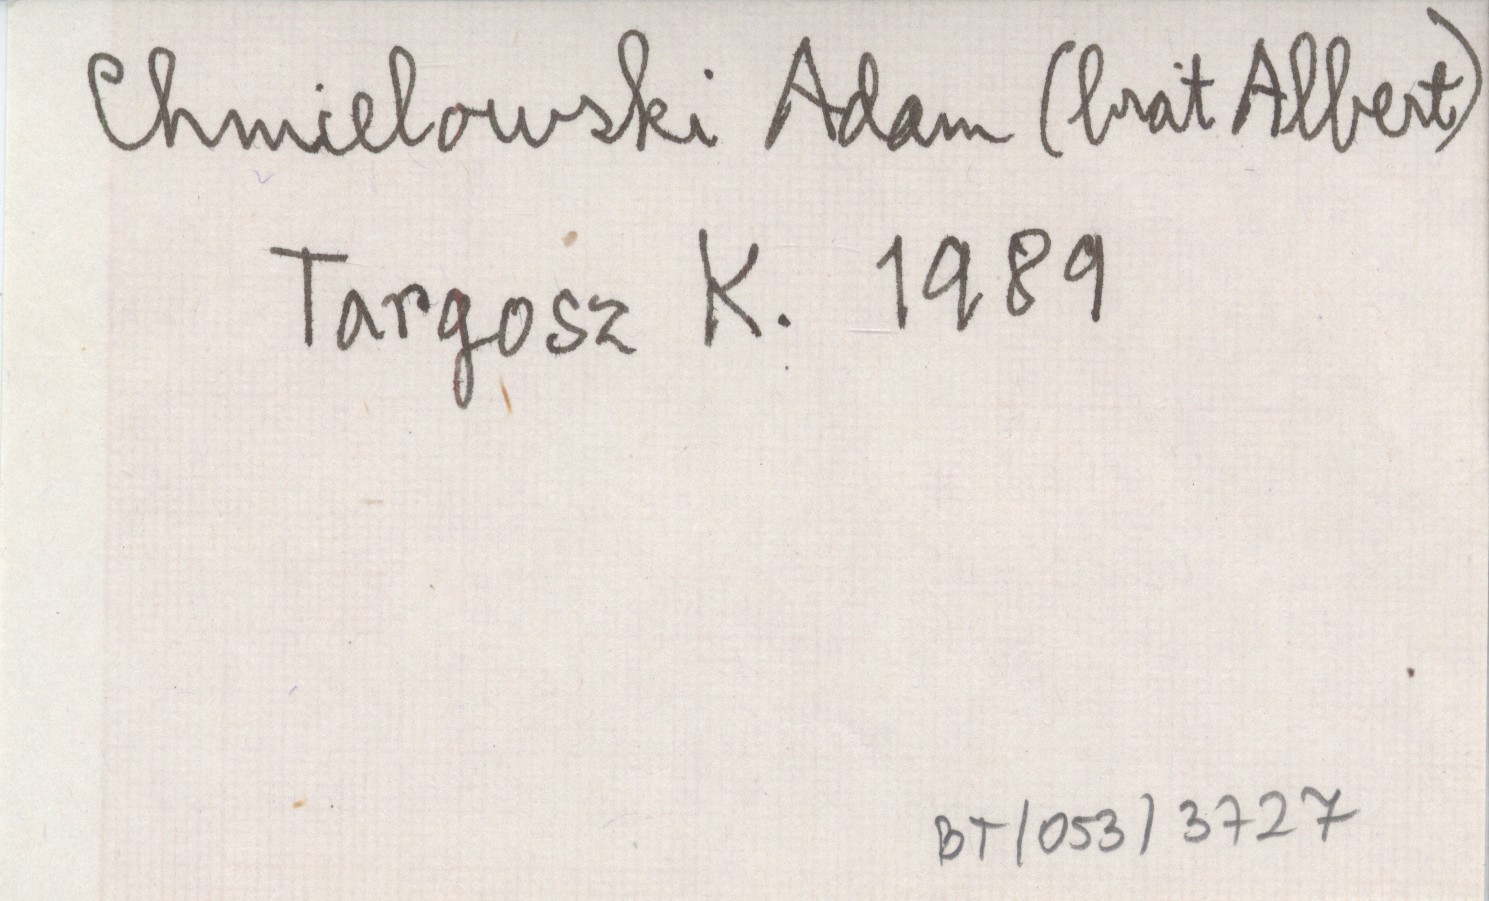 Chmielowski Adam (brat Albert)
Targosz K. 1989
BT/053/3727